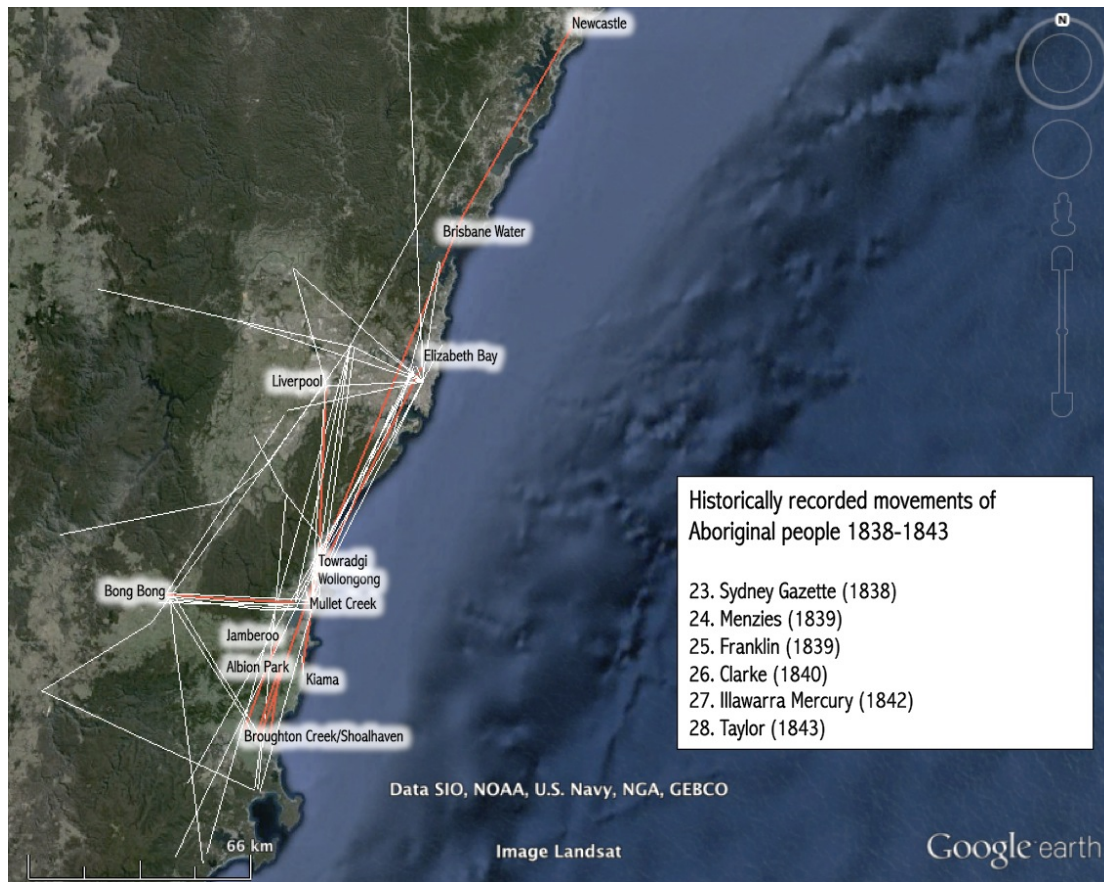 Newcastle
N
Brisbane Water
Elizabeth Bay
Liverpool
Historically recorded movements of
Aboriginal people 1838-1843
23. Sydney Gazette (1838)
24. Menzies (1839)
25. Franklin (1839)
26. Clarke (1840)
27. Illawarra Mercury (1842)
28. Taylor (1843)
Towradgi
Wollongong
Bong Bong
Mullet Creek
Jamberoo
Albion Park
Kiama
Broughton Creek/Shoalhaven
Data SIO, NOAA, U.S. Navy, NGA, GEBCO
66 km
Image Landsat
Google earth